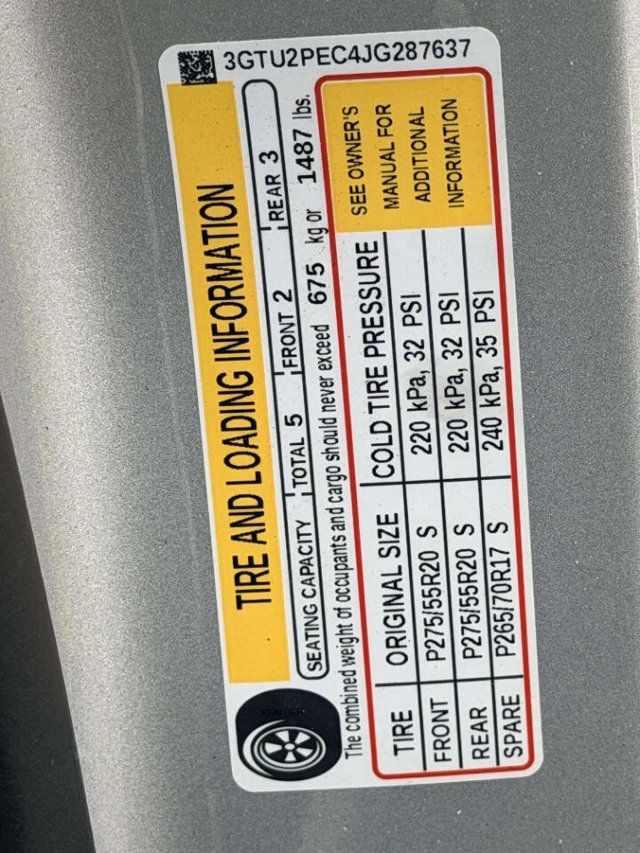 3GTU2PEC4JG287637
TIRE AND LOADING INFORMATION
SEATING CAPACITY TOTAL 5 FRONT 2 REAR 3
The combined weight of occupants and cargo should never exceed 675 kg or 1487 lbs.
TIRE ORIGINAL SIZE COLD TIRE PRESSURE
FRONT P275/55R20 S 220 kPa, 32 PSI
REAR P275/55R20 S 220 kPa, 32 PSI
SPARE P265/70R17 S 240 kPa, 35 PSI
SEE OWNER'S
MANUAL FOR
ADDITIONAL
INFORMATION